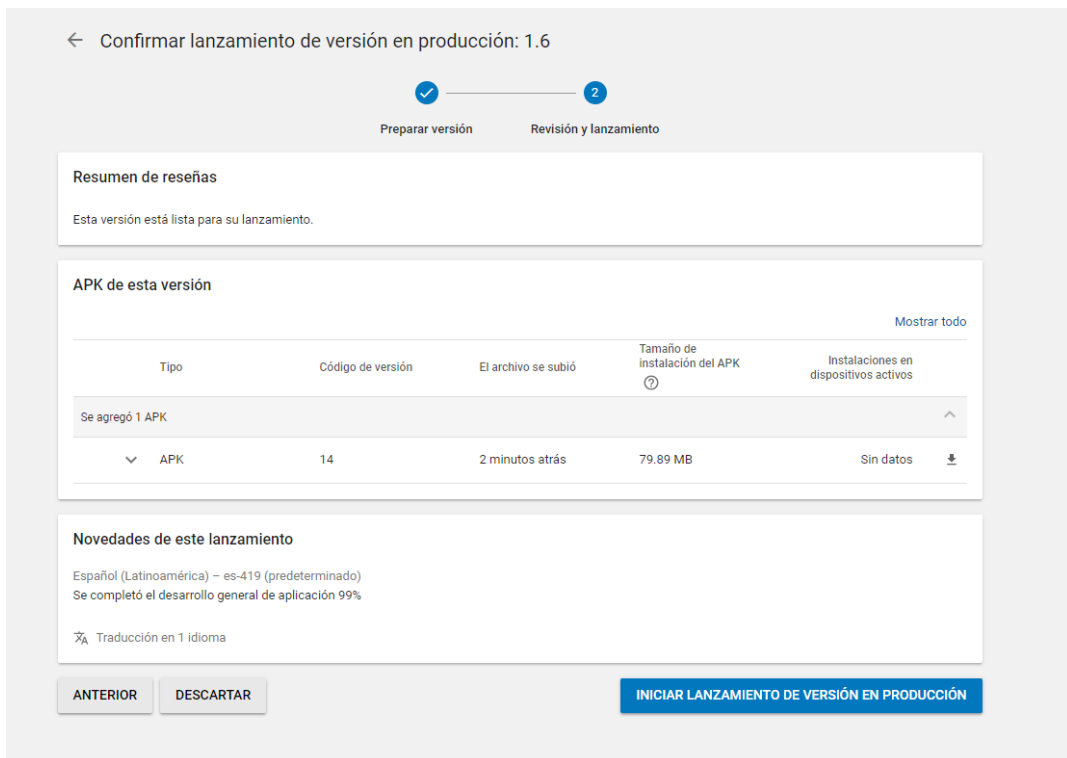 Confirmar lanzamiento de versión en producción: 1.6
2
Preparar versión
Revisión y lanzamiento
Resumen de reseñas
Esta versión está lista para su lanzamiento.
APK de esta versión
Mostrar todo
Tipo
Código de versión
El archivo se subió
Tamaño de
instalación del APK
Instalaciones en
dispositivos activos
Se agregó 1 APK
APK
14
2 minutos atrás
79.89 MB
Sin datos
Novedades de este lanzamiento
Español (Latinoamérica) – es-419 (predeterminado)
Se completó el desarrollo general de aplicación 99%
Traducción en 1 idioma
ANTERIOR
DESCARTAR
INICIAR LANZAMIENTO DE VERSIÓN EN PRODUCCIÓN